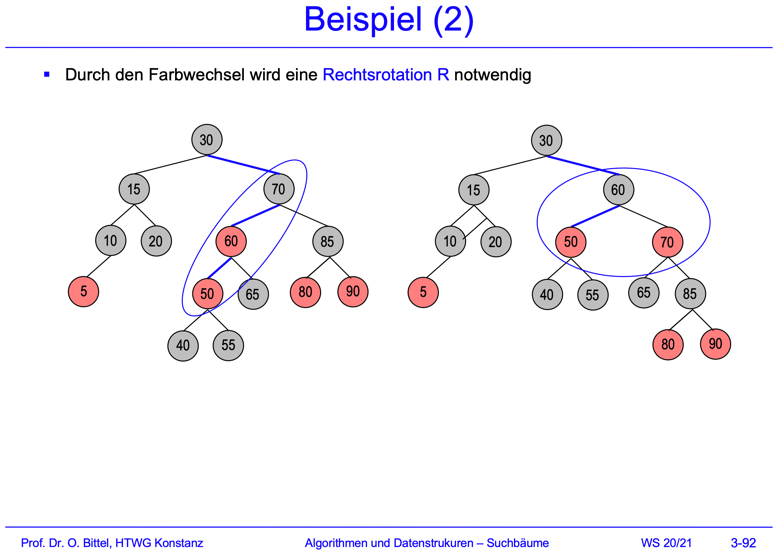 Beispiel (2)
Durch den Farbwechsel wird eine Rechtsrotation R notwendig
30 30
15 70 15 60
10 20 60 85 10 20 50 70
5 50 65 80 90 5 40 55 65 85
40 55 80 90
Prof. Dr. O. Bittel, HTWG Konstanz Algorithmen und Datenstrukuren – Suchbäume WS 20/21 3-92